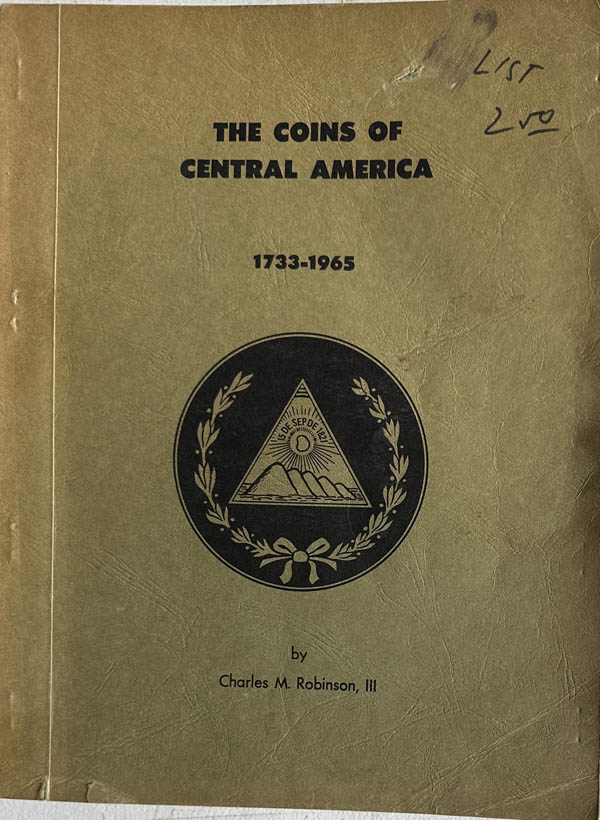 LIST
2.50
THE COINS OF
CENTRAL AMERICA
1733-1965
15 DE SEP DE 1821
by
Charles M. Robinson, III